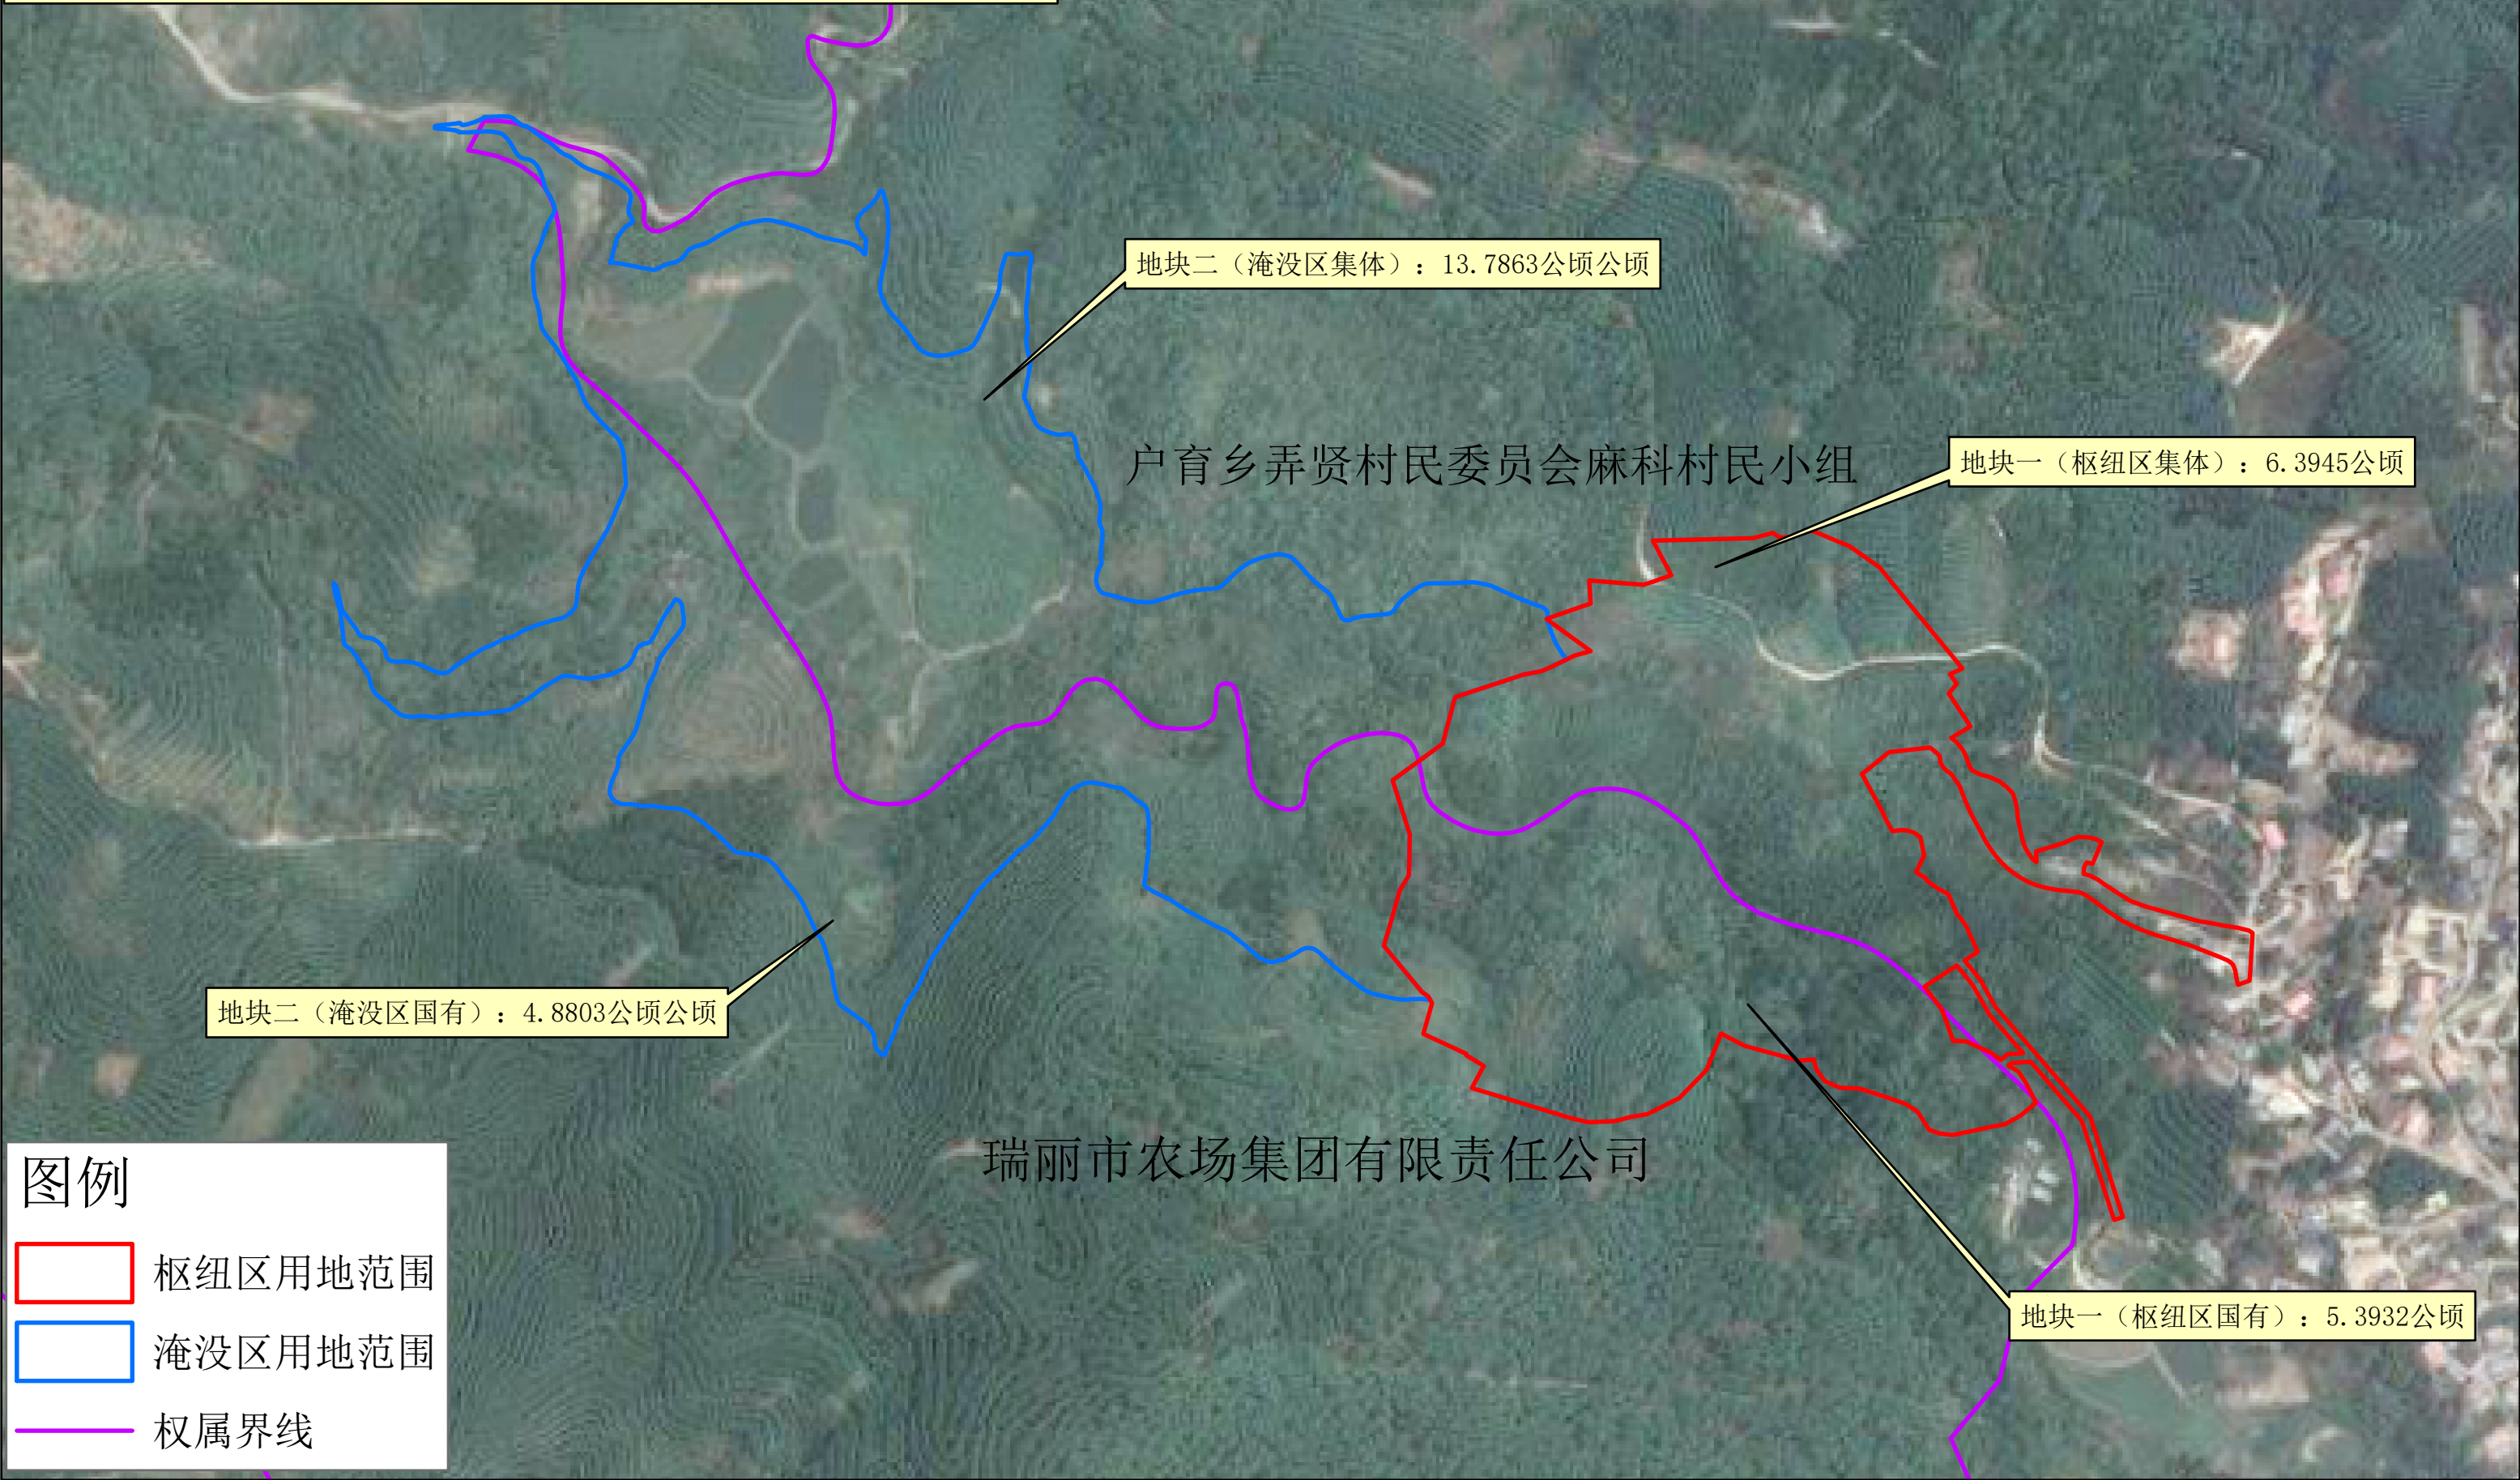 地块二（淹没区集体）：13.7863公顷公顷
户育乡弄贤村民委员会麻科村民小组
地块一（枢纽区集体）：6.3945公顷
地块二（淹没区国有）：4.8803公顷公顷
瑞丽市农场集团有限责任公司
地块一（枢纽区国有）：5.3932公顷
图例
枢纽区用地范围
淹没区用地范围
权属界线